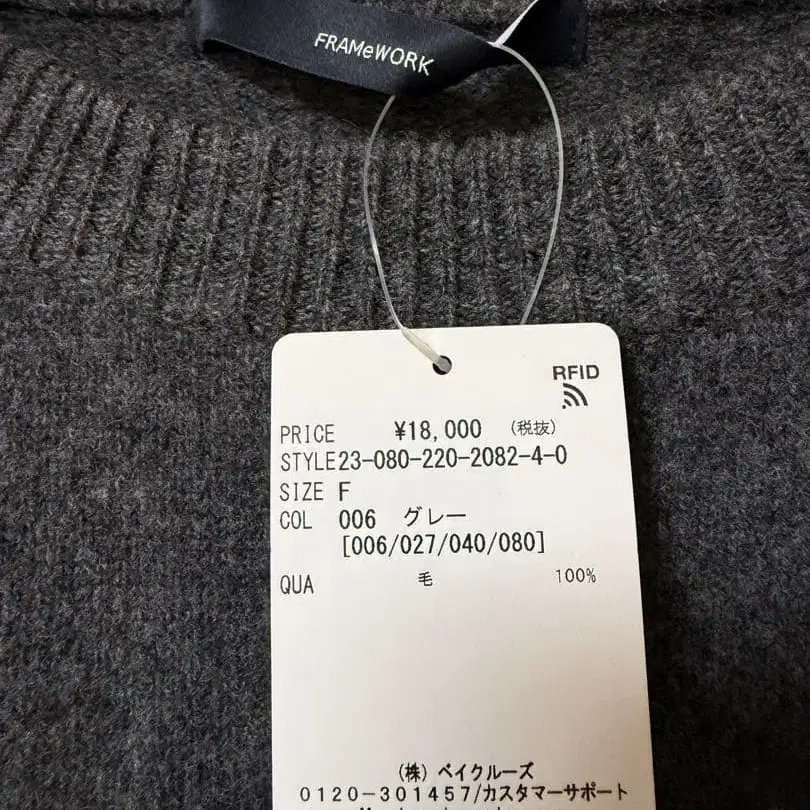 FRAMeWORK
RFID
PRICE ¥18,000 (税抜)
STYLE23-080-220-2082-4-0
SIZE F
COL 006 グレー
[006/027/040/080]
QUA 毛 100%
(株) ベイクルーズ
0120-301457/カスタマーサポート